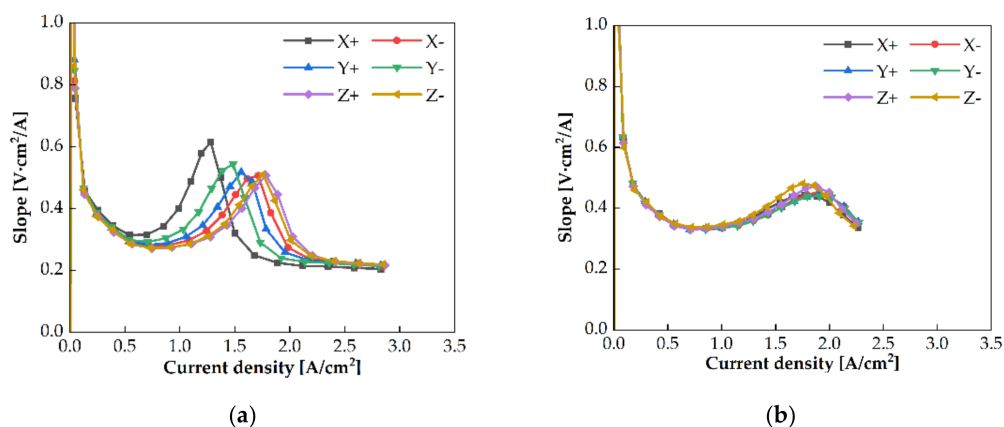 1.0
0.8
0.6
0.4
0.2
0.0
Slope [V·cm²/A]
X+ X-
Y+ Y-
Z+ Z-
0.0 0.5 1.0 1.5 2.0 2.5 3.0 3.5
Current density [A/cm²]
(a)
1.0
0.8
0.6
0.4
0.2
0.0
Slope [V·cm²/A]
X+ X-
Y+ Y-
Z+ Z-
0.0 0.5 1.0 1.5 2.0 2.5 3.0 3.5
Current density [A/cm²]
(b)